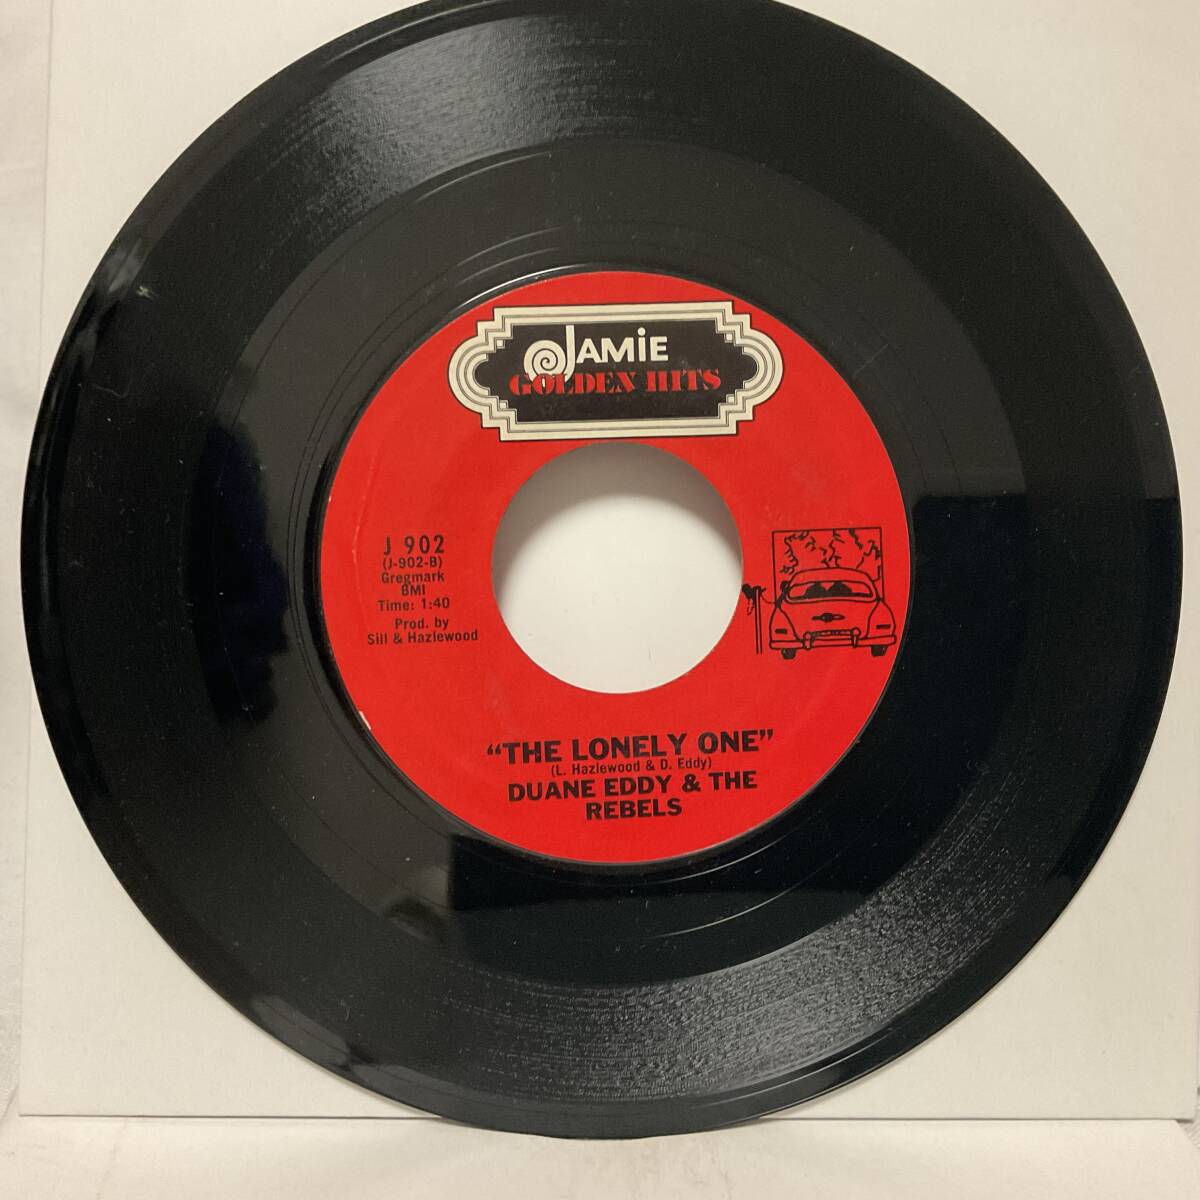 JAMiE
GOLDEN HITS
J 902
(J-902-B)
Gregmark
BMI
Time: 1:40
Prod. by
Sill & Hazlewood
“THE LONELY ONE”
(L. Hazlewood & D. Eddy)
DUANE EDDY & THE
REBELS